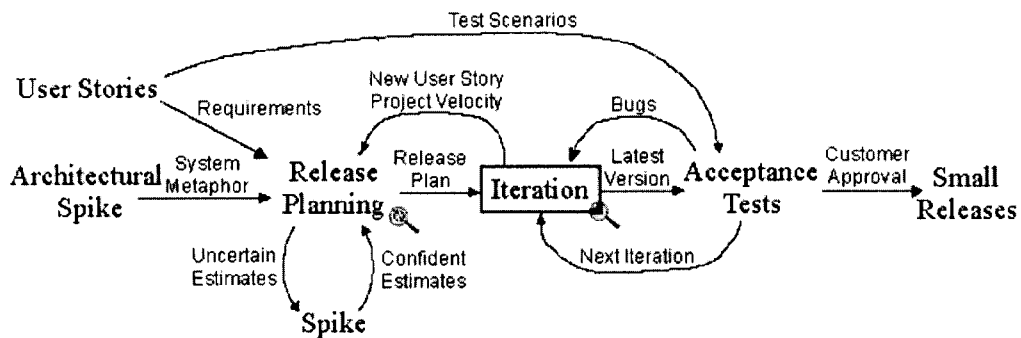 Test Scenarios
User Stories
New User Story
Project Velocity
Bugs
Requirements
Architectural
Spike
System
Metaphor
Release
Planning
Release
Plan
Iteration
Latest
Version
Acceptance
Tests
Customer
Approval
Small
Releases
Uncertain
Estimates
Confident
Estimates
Next Iteration
Spike